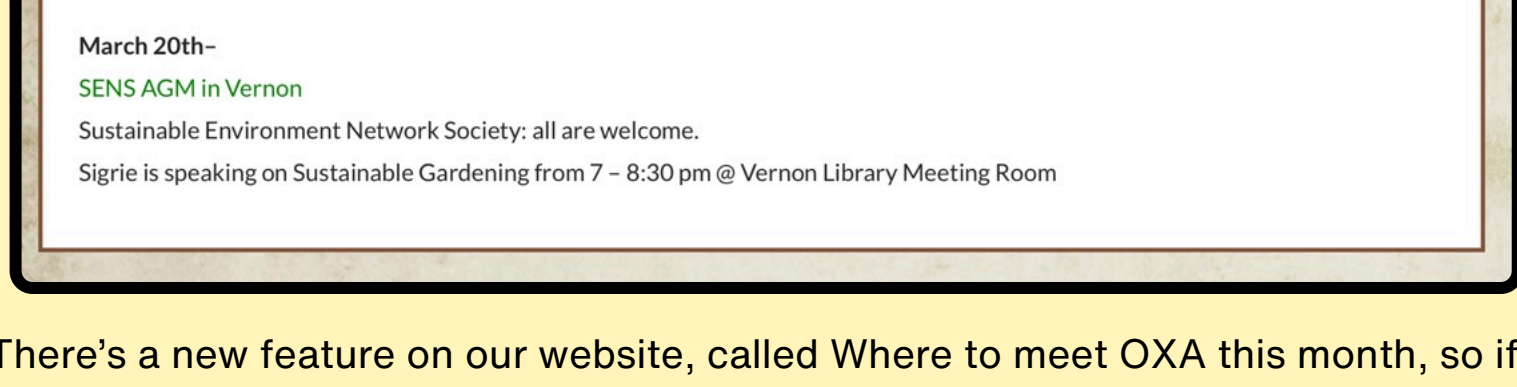 March 20th–
SENS AGM in Vernon
Sustainable Environment Network Society: all are welcome.
Sigrie is speaking on Sustainable Gardening from 7 – 8:30 pm @ Vernon Library Meeting Room
There’s a new feature on our website, called Where to meet OXA this month, so if